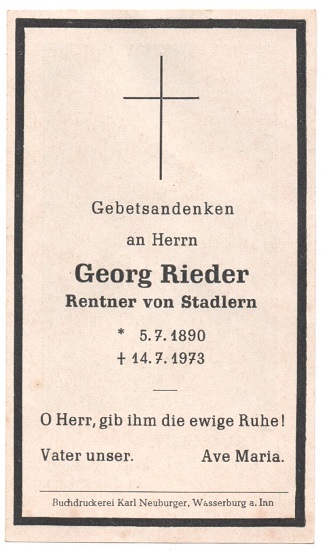 Gebetsandenken
an Herrn
Georg Rieder
Rentner von Stadlern
* 5.7.1890
† 14.7.1973
O Herr, gib ihm die ewige Ruhe!
Vater unser. Ave Maria.
Buchdruckerei Karl Neuburger, Wasserburg a. Inn